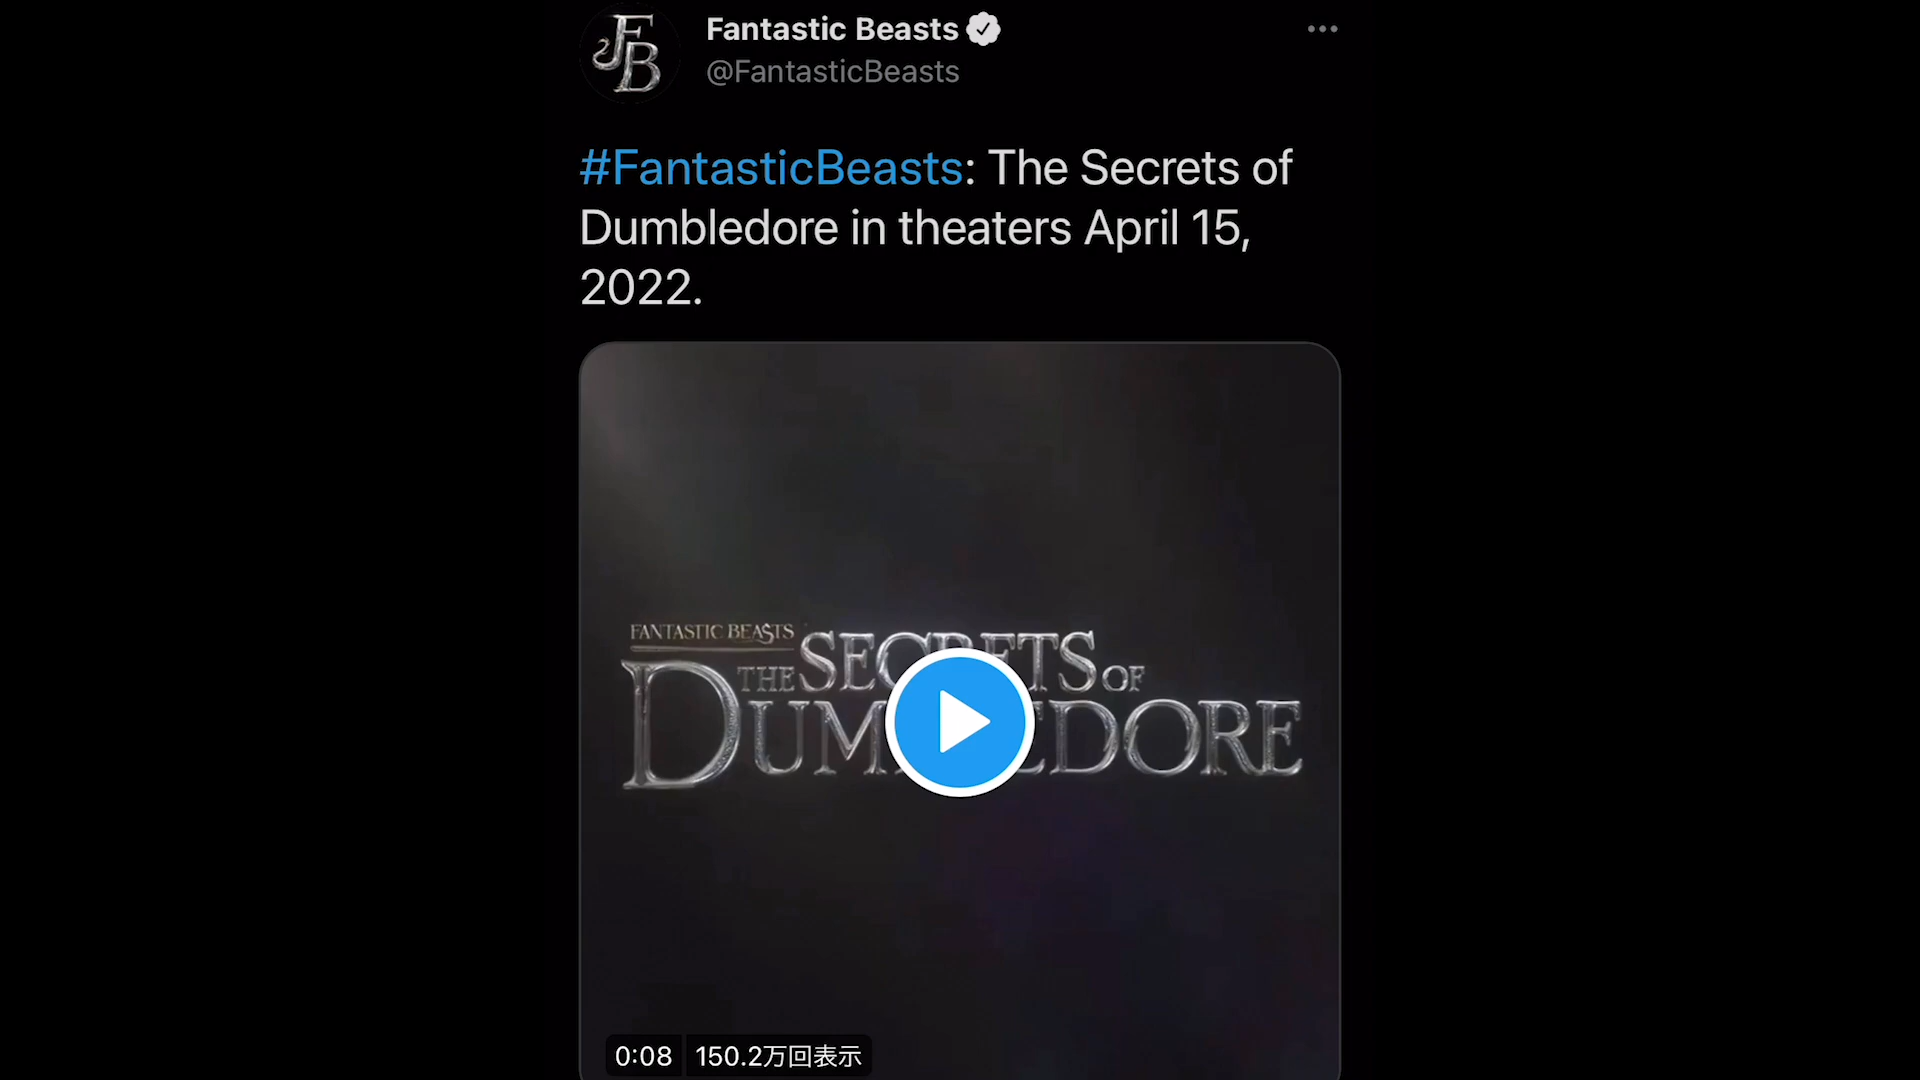 Fantastic Beasts
@FantasticBeasts
#FantasticBeasts: The Secrets of
Dumbledore in theaters April 15,
2022.
FANTASTIC BEASTS
THE SECRETS OF
DUMBLEDORE
0:08 150.2万回表示